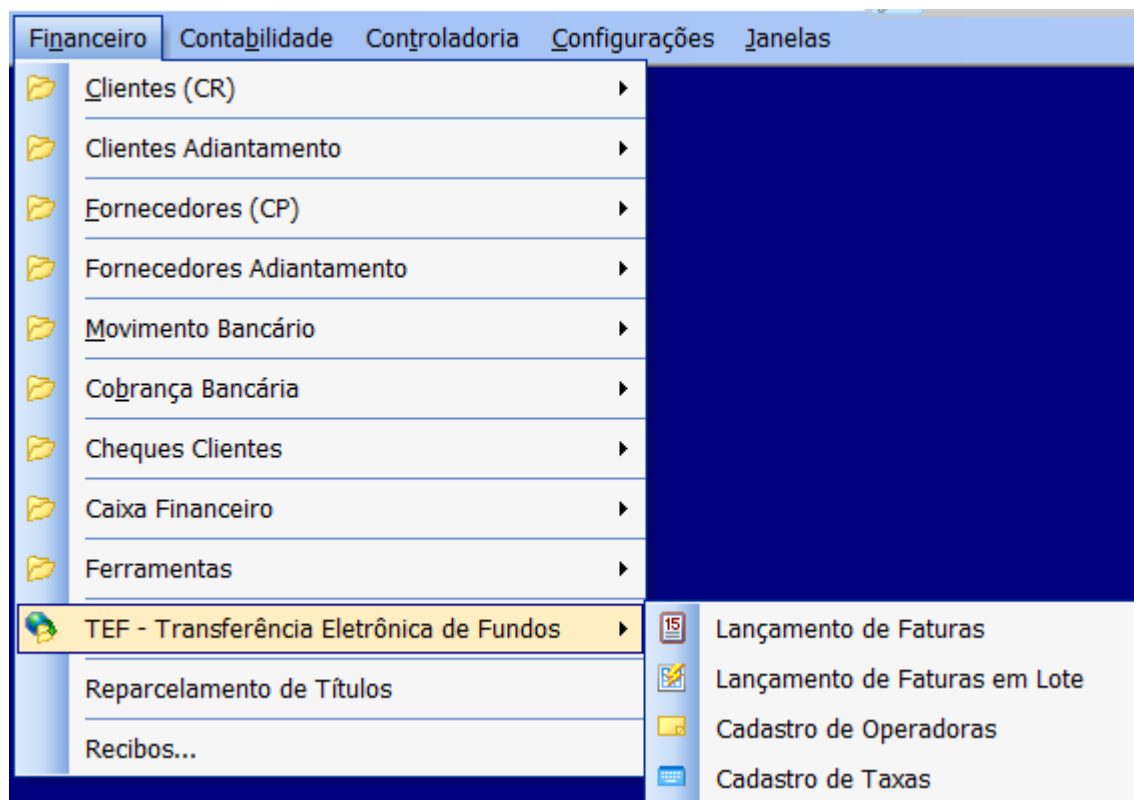 Financeiro Contabilidade Controladoria Configurações Janelas
Clientes (CR)
Clientes Adiantamento
Fornecedores (CP)
Fornecedores Adiantamento
Movimento Bancário
Cobrança Bancária
Cheques Clientes
Caixa Financeiro
Ferramentas
TEF - Transferência Eletrônica de Fundos
Reparcelamento de Títulos
Recibos...
15
Lançamento de Faturas
Lançamento de Faturas em Lote
Cadastro de Operadoras
Cadastro de Taxas